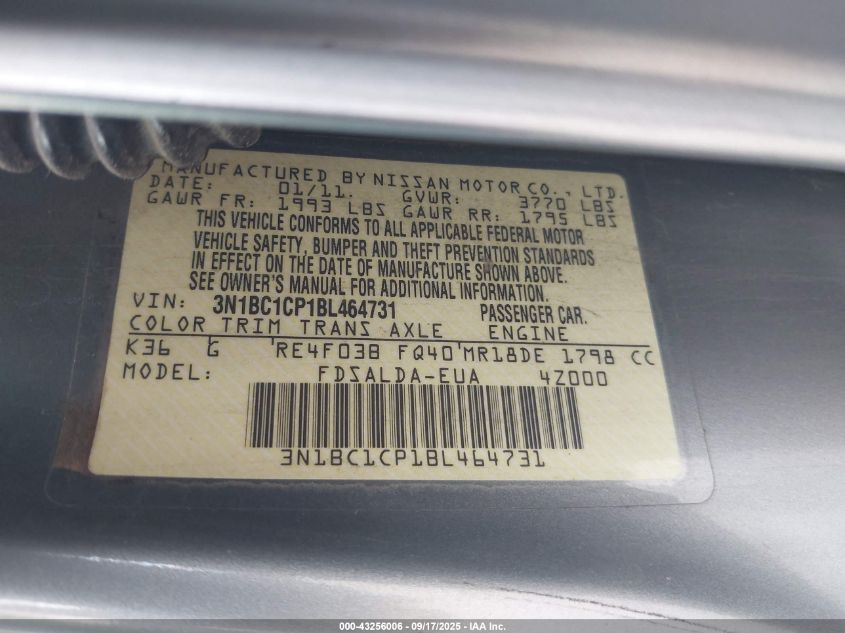 MANUFACTURED BY NISSAN MOTOR CO., LTD.
DATE: 01/11. GVWR: 3770 LBS
GAWR FR: 1993 LBS GAWR RR: 1795 LBS
THIS VEHICLE CONFORMS TO ALL APPLICABLE FEDERAL MOTOR
VEHICLE SAFETY, BUMPER AND THEFT PREVENTION STANDARDS
IN EFFECT ON THE DATE OF MANUFACTURE SHOWN ABOVE.
SEE OWNER'S MANUAL FOR ADDITIONAL INFORMATION.
VIN: 3N1BC1CP1BL464731 PASSENGER CAR.
COLOR TRIM TRANS AXLE ENGINE
K36 G RE4F03B FQ40 MR18DE 1798 CC
MODEL: FDSALDA-EUA 4Z000
3N1BC1CP1BL464731
000-43256006 - 09/17/2025 - IAA Inc.